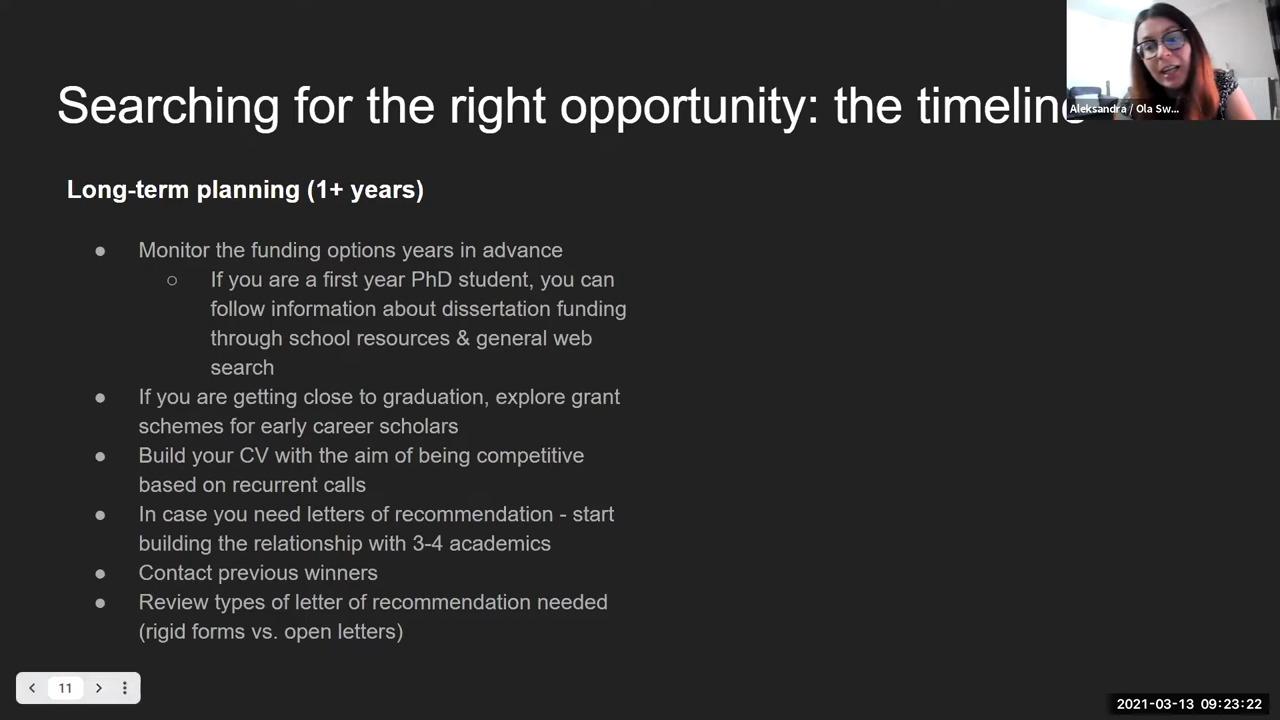 Searching for the right opportunity: the timeline
Aleksandra / Ola Sw...
Long-term planning (1+ years)
● Monitor the funding options years in advance
○ If you are a first year PhD student, you can
follow information about dissertation funding
through school resources & general web
search
● If you are getting close to graduation, explore grant
schemes for early career scholars
● Build your CV with the aim of being competitive
based on recurrent calls
● In case you need letters of recommendation - start
building the relationship with 3-4 academics
● Contact previous winners
● Review types of letter of recommendation needed
(rigid forms vs. open letters)
11
2021-03-13 09:23:22